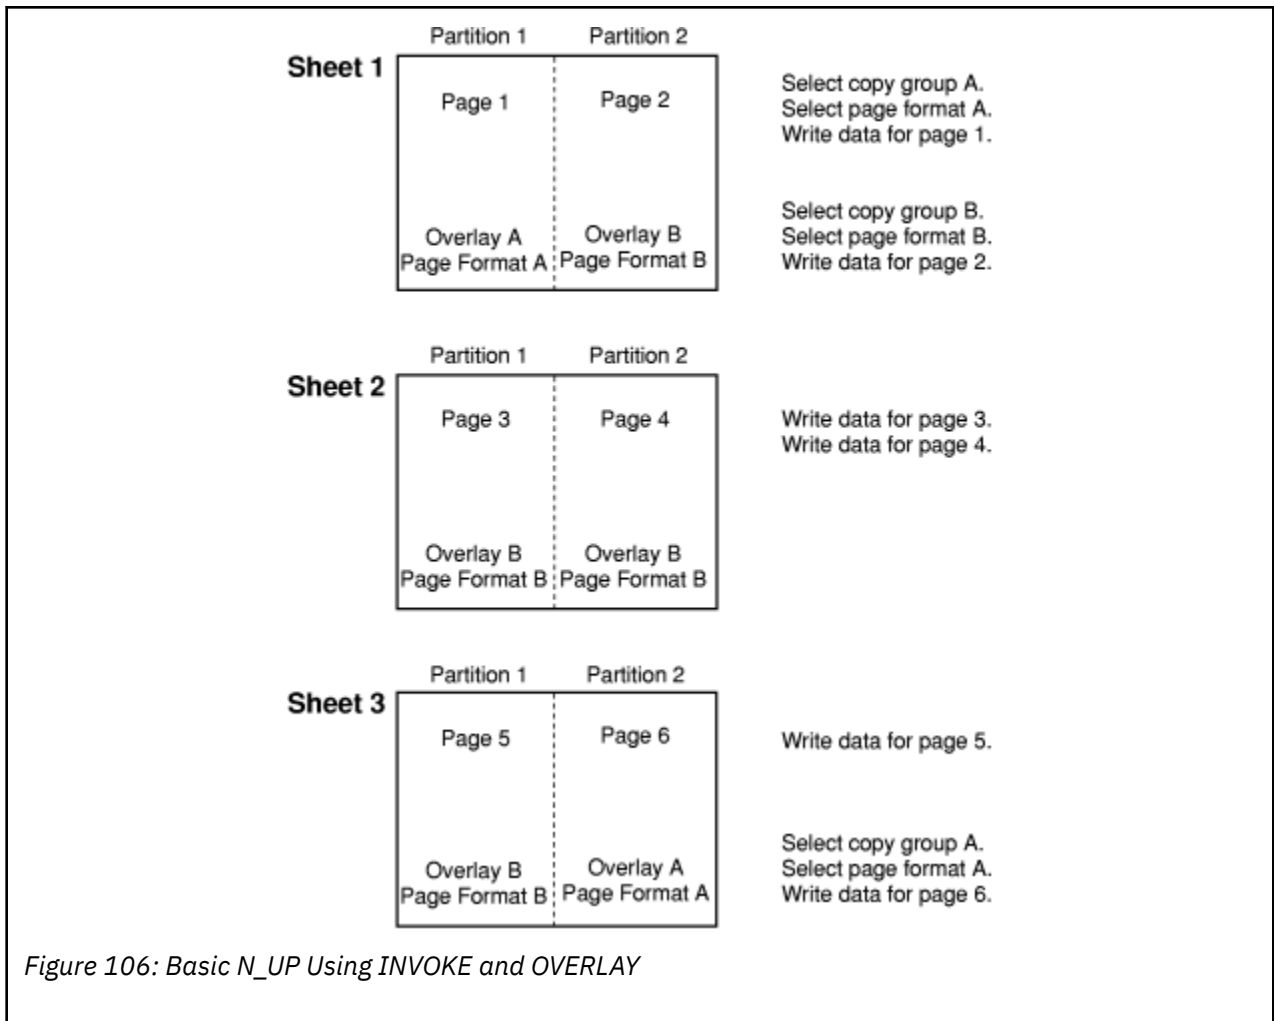 Partition 1 Partition 2
Sheet 1
Page 1 Page 2
Select copy group A.
Select page format A.
Write data for page 1.
Overlay A Overlay B
Page Format A Page Format B
Select copy group B.
Select page format B.
Write data for page 2.
Partition 1 Partition 2
Sheet 2
Page 3 Page 4
Write data for page 3.
Write data for page 4.
Overlay B Overlay B
Page Format B Page Format B
Partition 1 Partition 2
Sheet 3
Page 5 Page 6
Write data for page 5.
Overlay B Overlay A
Page Format B Page Format A
Select copy group A.
Select page format A.
Write data for page 6.
Figure 106: Basic N_UP Using INVOKE and OVERLAY